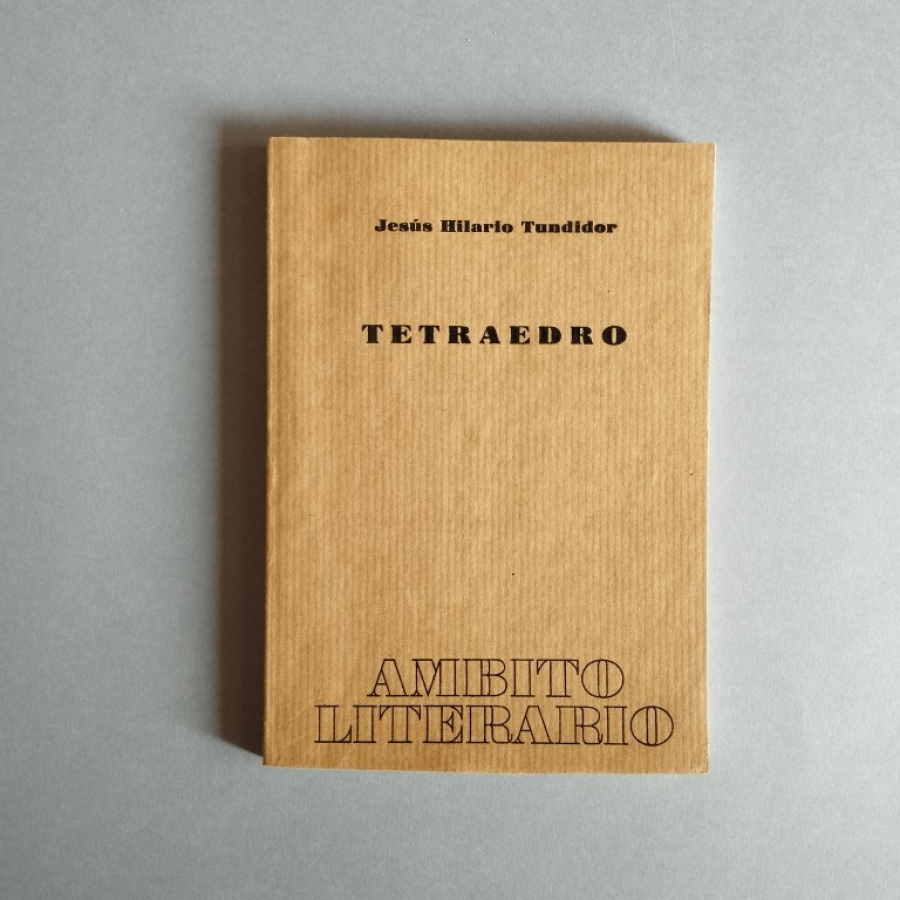 Jesús Hilario Tundidor
TETRAEDRO
AMBITO
LITERARIO